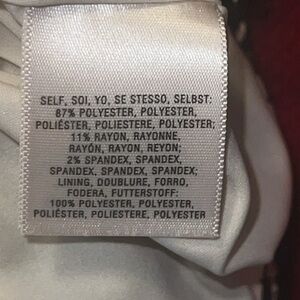 SELF, SOI, YO, SE STESSO, SELBST:
87% POLYESTER, POLYESTER,
POLIÉSTER, POLIESTERE, POLYESTER;
11% RAYON, RAYONNE,
RAYÓN, RAYON, REYON;
2% SPANDEX, SPANDEX,
SPANDEX, SPANDEX, SPANDEX;
LINING, DOUBLURE, FORRO,
FODERA, FUTTERSTOFF:
100% POLYESTER, POLYESTER,
POLIÉSTER, POLIESTERE, POLYESTER